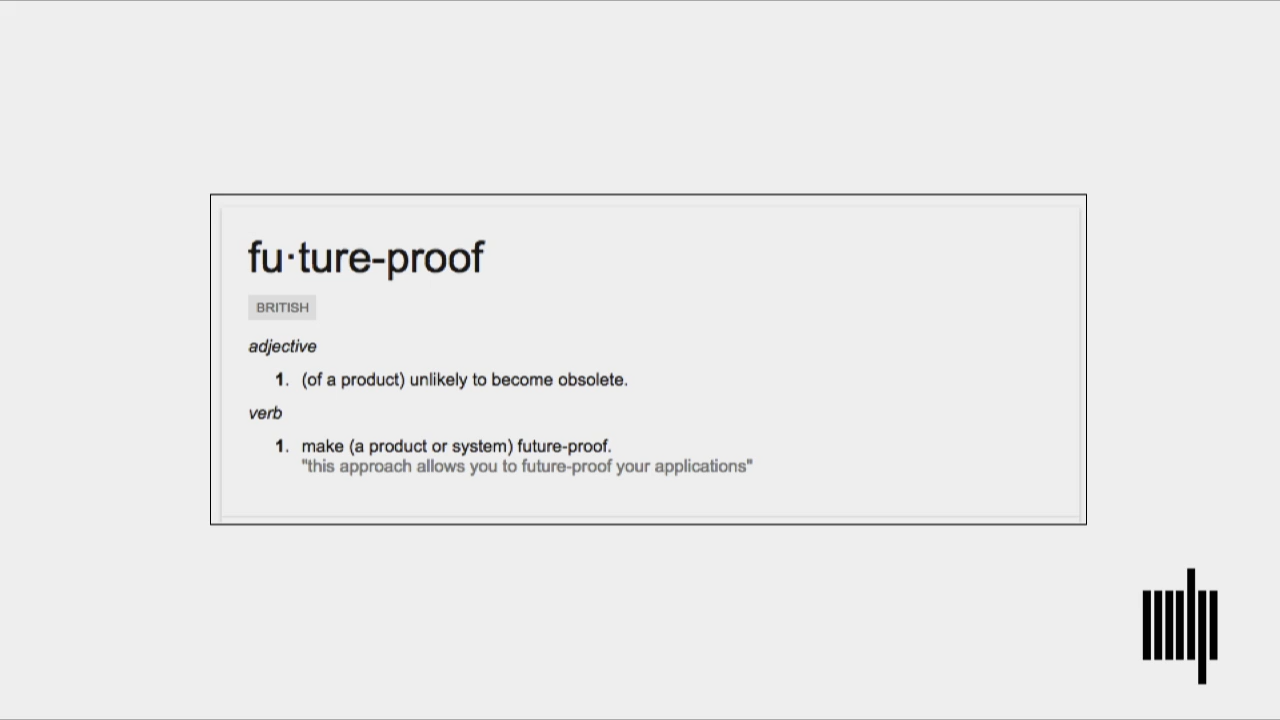 fu·ture-proof
BRITISH
adjective
1. (of a product) unlikely to become obsolete.
verb
1. make (a product or system) future-proof.
"this approach allows you to future-proof your applications"